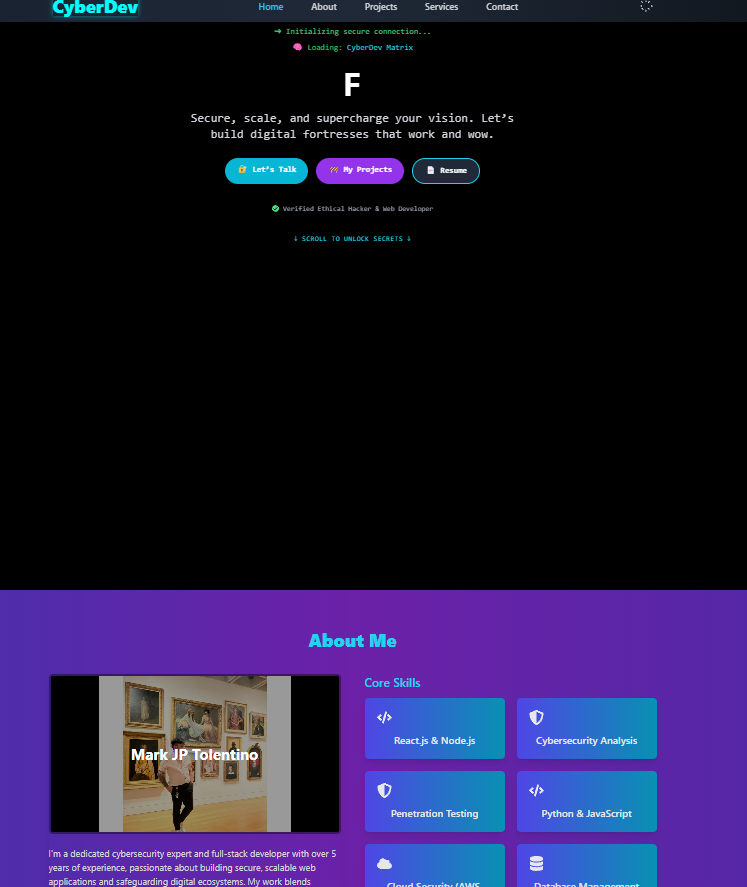 CyberDev
Home About Projects Services Contact
➜ Initializing secure connection...
🧠 Loading: CyberDev Matrix
F
Secure, scale, and supercharge your vision. Let's
build digital fortresses that work and wow.
🔐 Let's Talk 🚧 My Projects 📄 Resume
Verified Ethical Hacker & Web Developer
↓ SCROLL TO UNLOCK SECRETS ↓
About Me
Mark JP Tolentino
I'm a dedicated cybersecurity expert and full-stack developer with over 5
years of experience, passionate about building secure, scalable web
applications and safeguarding digital ecosystems. My work blends
Core Skills
React.js & Node.js
Cybersecurity Analysis
Penetration Testing
Python & JavaScript
Cloud Security (AWS,
Database Management